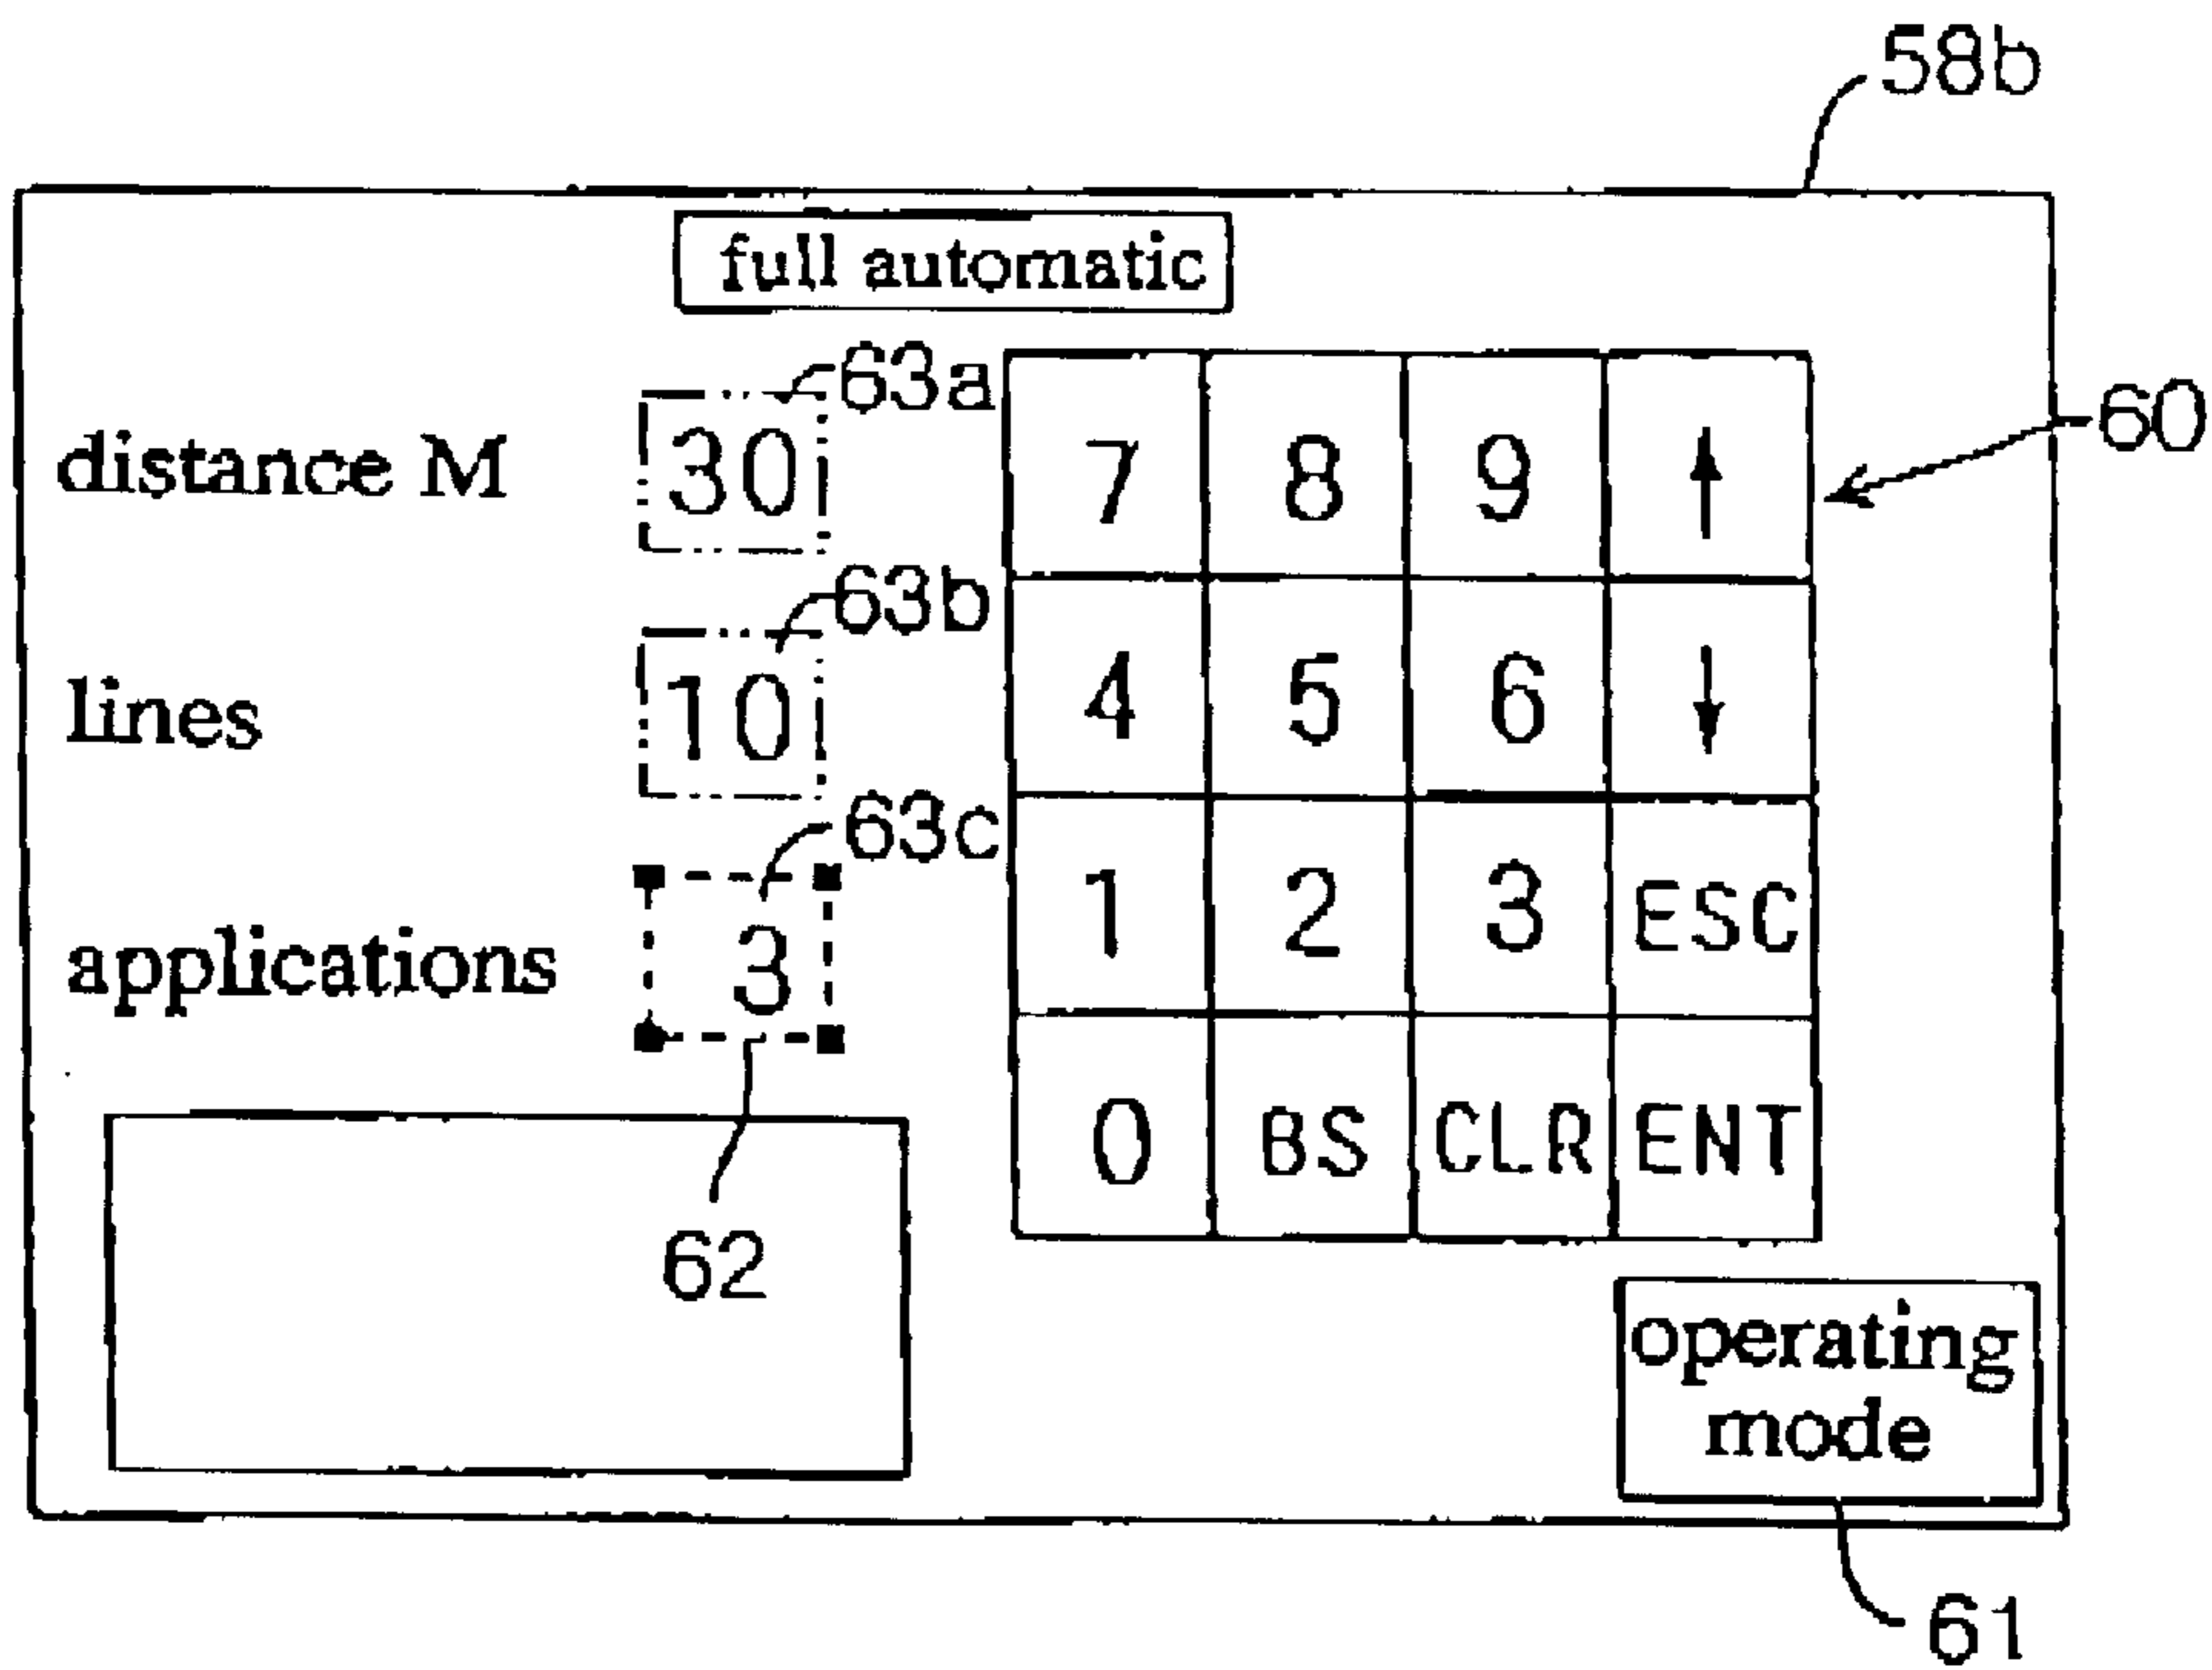 58b
full automatic
63a
distance M 30
7 8 9 ↑
60
63b
lines 10
4 5 6 ↓
63c
applications 3
1 2 3 ESC
0 BS CLR ENT
62
operating
mode
61